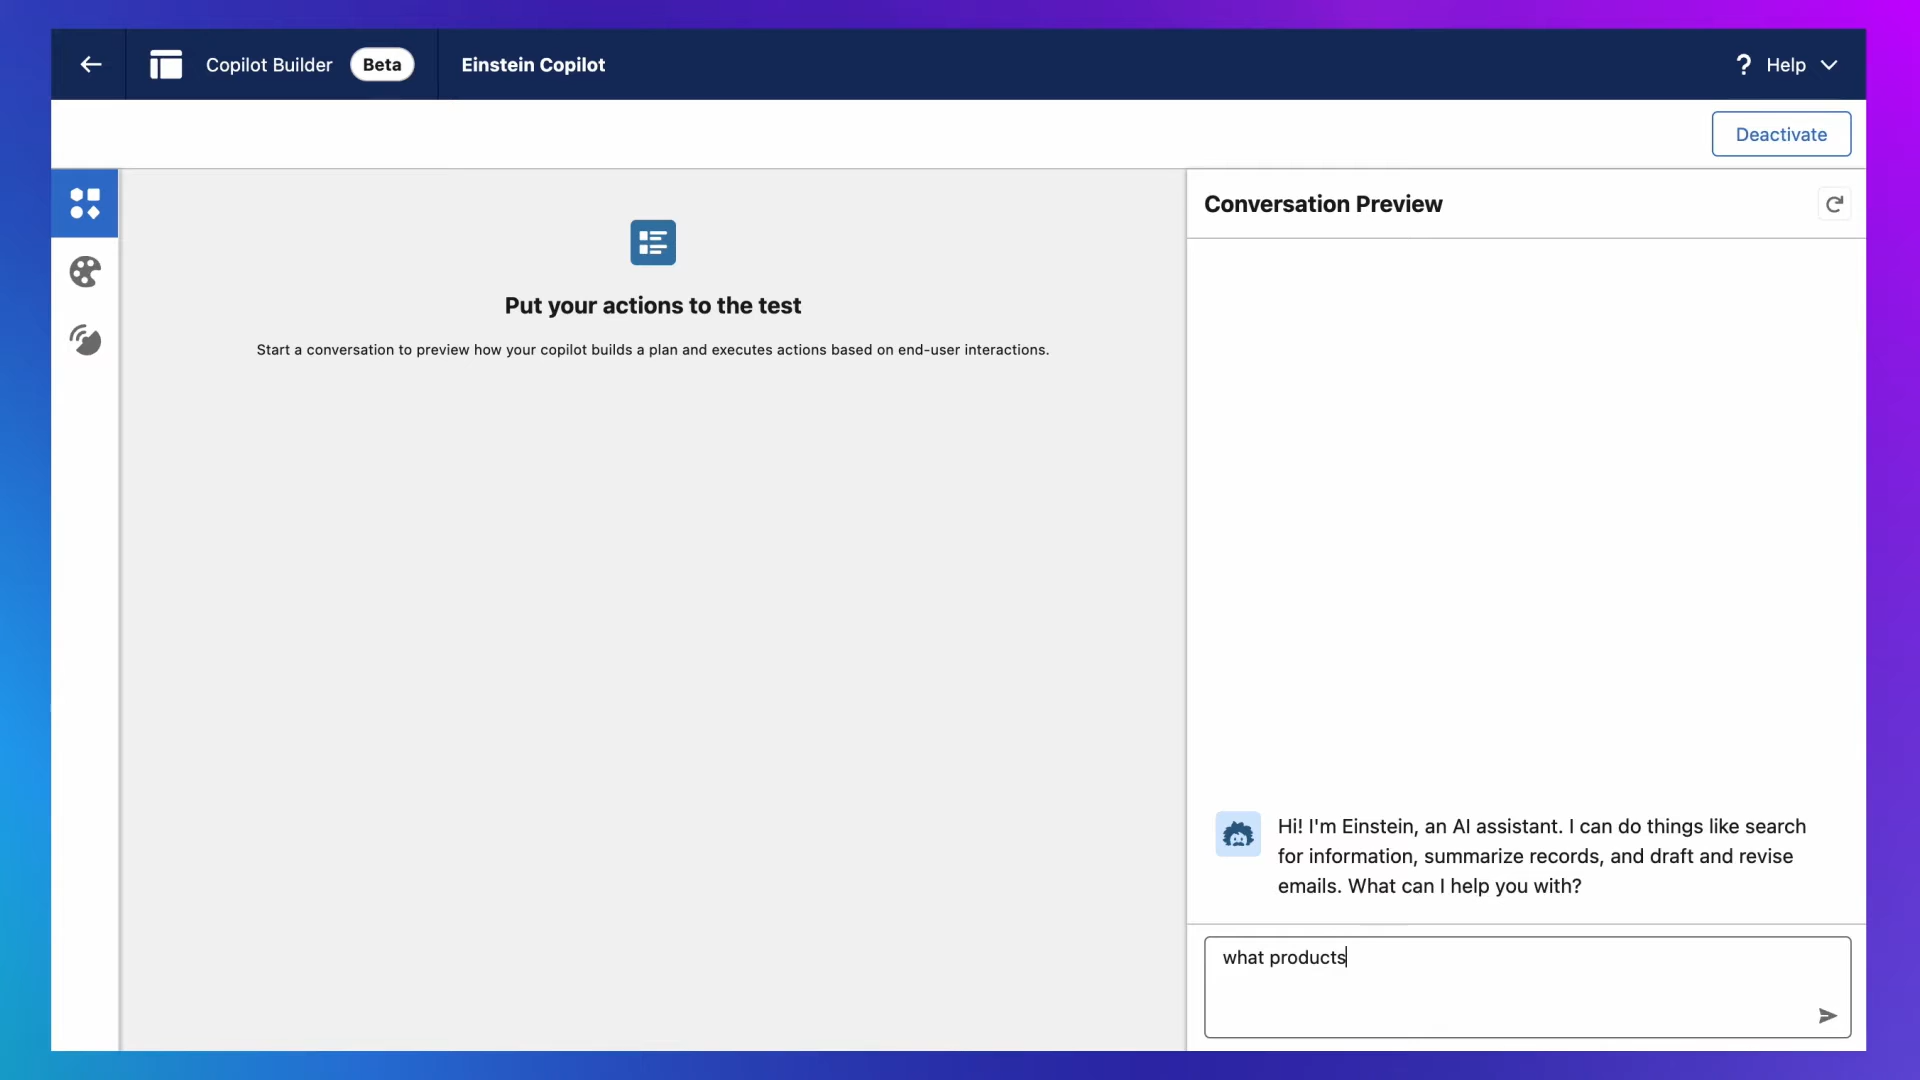 Copilot Builder Beta Einstein Copilot ? Help
Deactivate
Conversation Preview
Put your actions to the test
Start a conversation to preview how your copilot builds a plan and executes actions based on end-user interactions.
Hi! I'm Einstein, an AI assistant. I can do things like search
for information, summarize records, and draft and revise
emails. What can I help you with?
what products